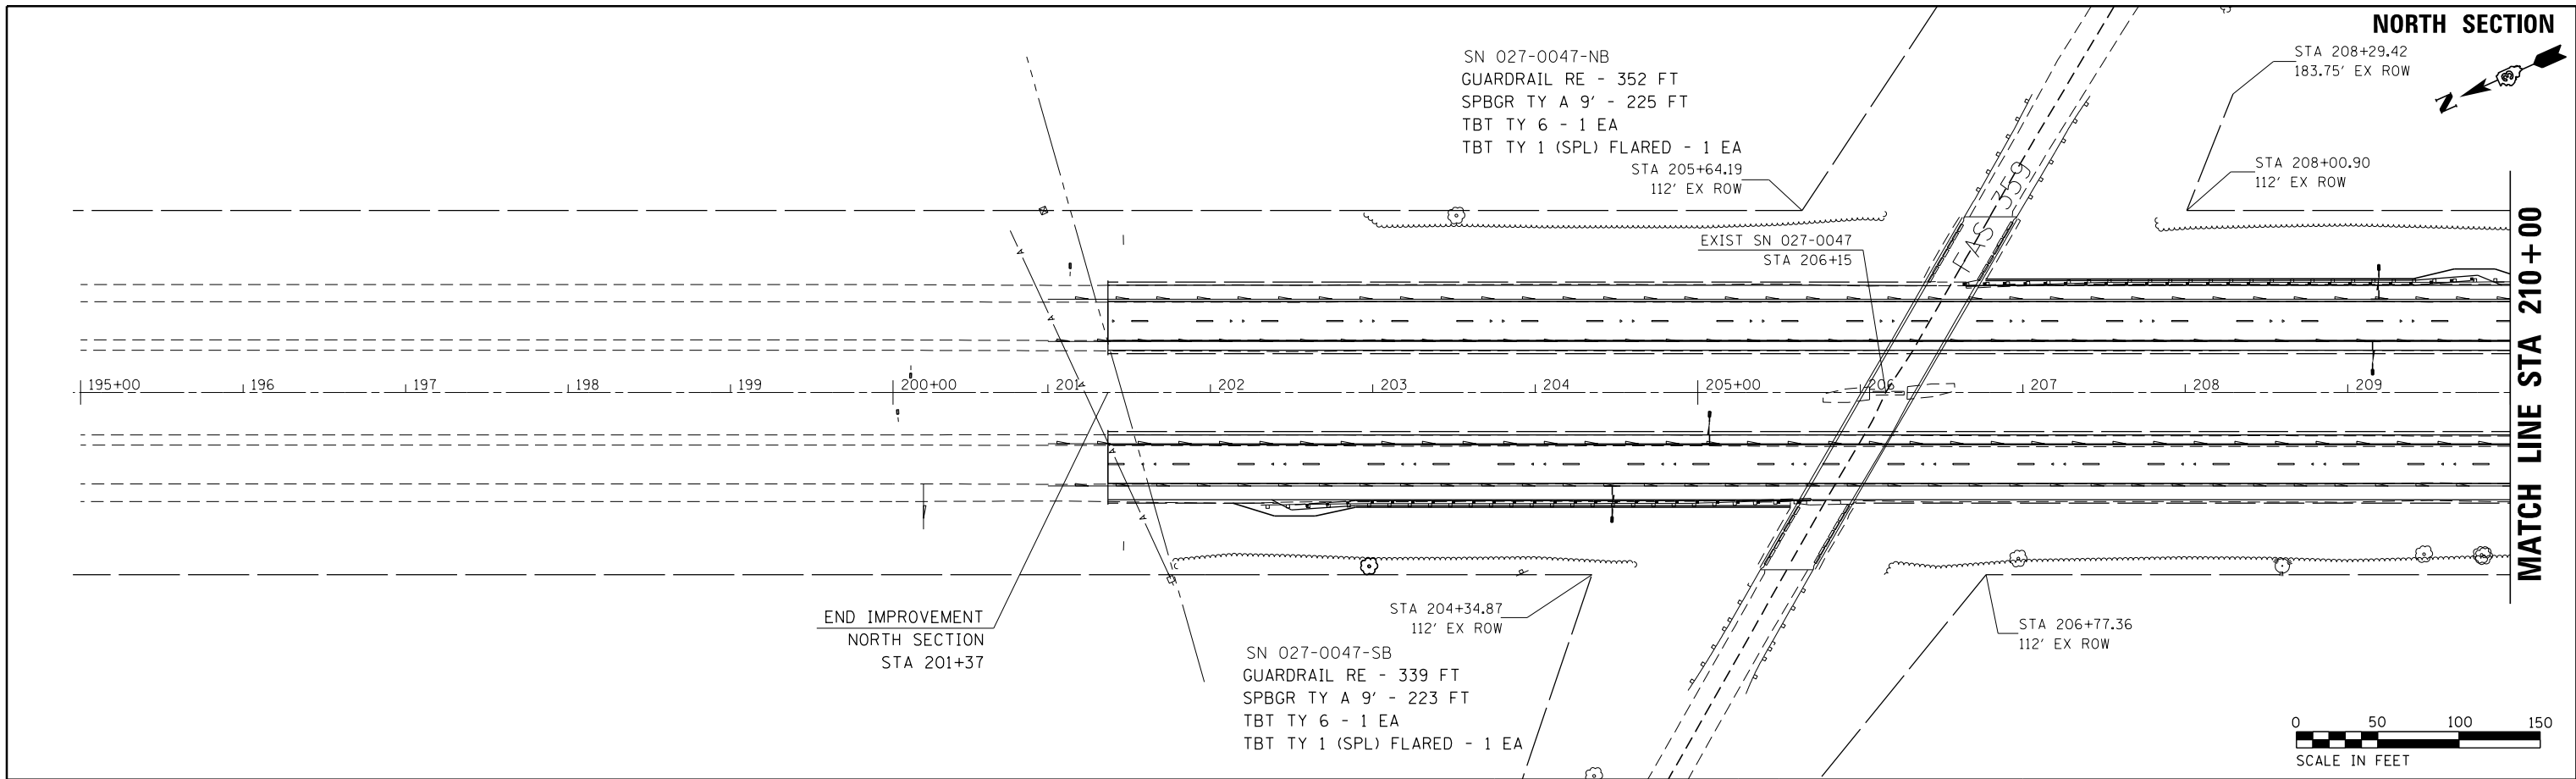 NORTH SECTION
STA 208+29.42
183.75' EX ROW
N
SN 027-0047-NB
GUARDRAIL RE - 352 FT
SPBGR TY A 9' - 225 FT
TBT TY 6 - 1 EA
TBT TY 1 (SPL) FLARED - 1 EA
STA 205+64.19
112' EX ROW
STA 208+00.90
112' EX ROW
FAS 359
EXIST SN 027-0047
STA 206+15
195+00 196 197 198 199 200+00 201 202 203 204 205+00 206 207 208 209
MATCH LINE STA 210+00
END IMPROVEMENT
NORTH SECTION
STA 201+37
STA 204+34.87
112' EX ROW
STA 206+77.36
112' EX ROW
SN 027-0047-SB
GUARDRAIL RE - 339 FT
SPBGR TY A 9' - 223 FT
TBT TY 6 - 1 EA
TBT TY 1 (SPL) FLARED - 1 EA
0 50 100 150
SCALE IN FEET